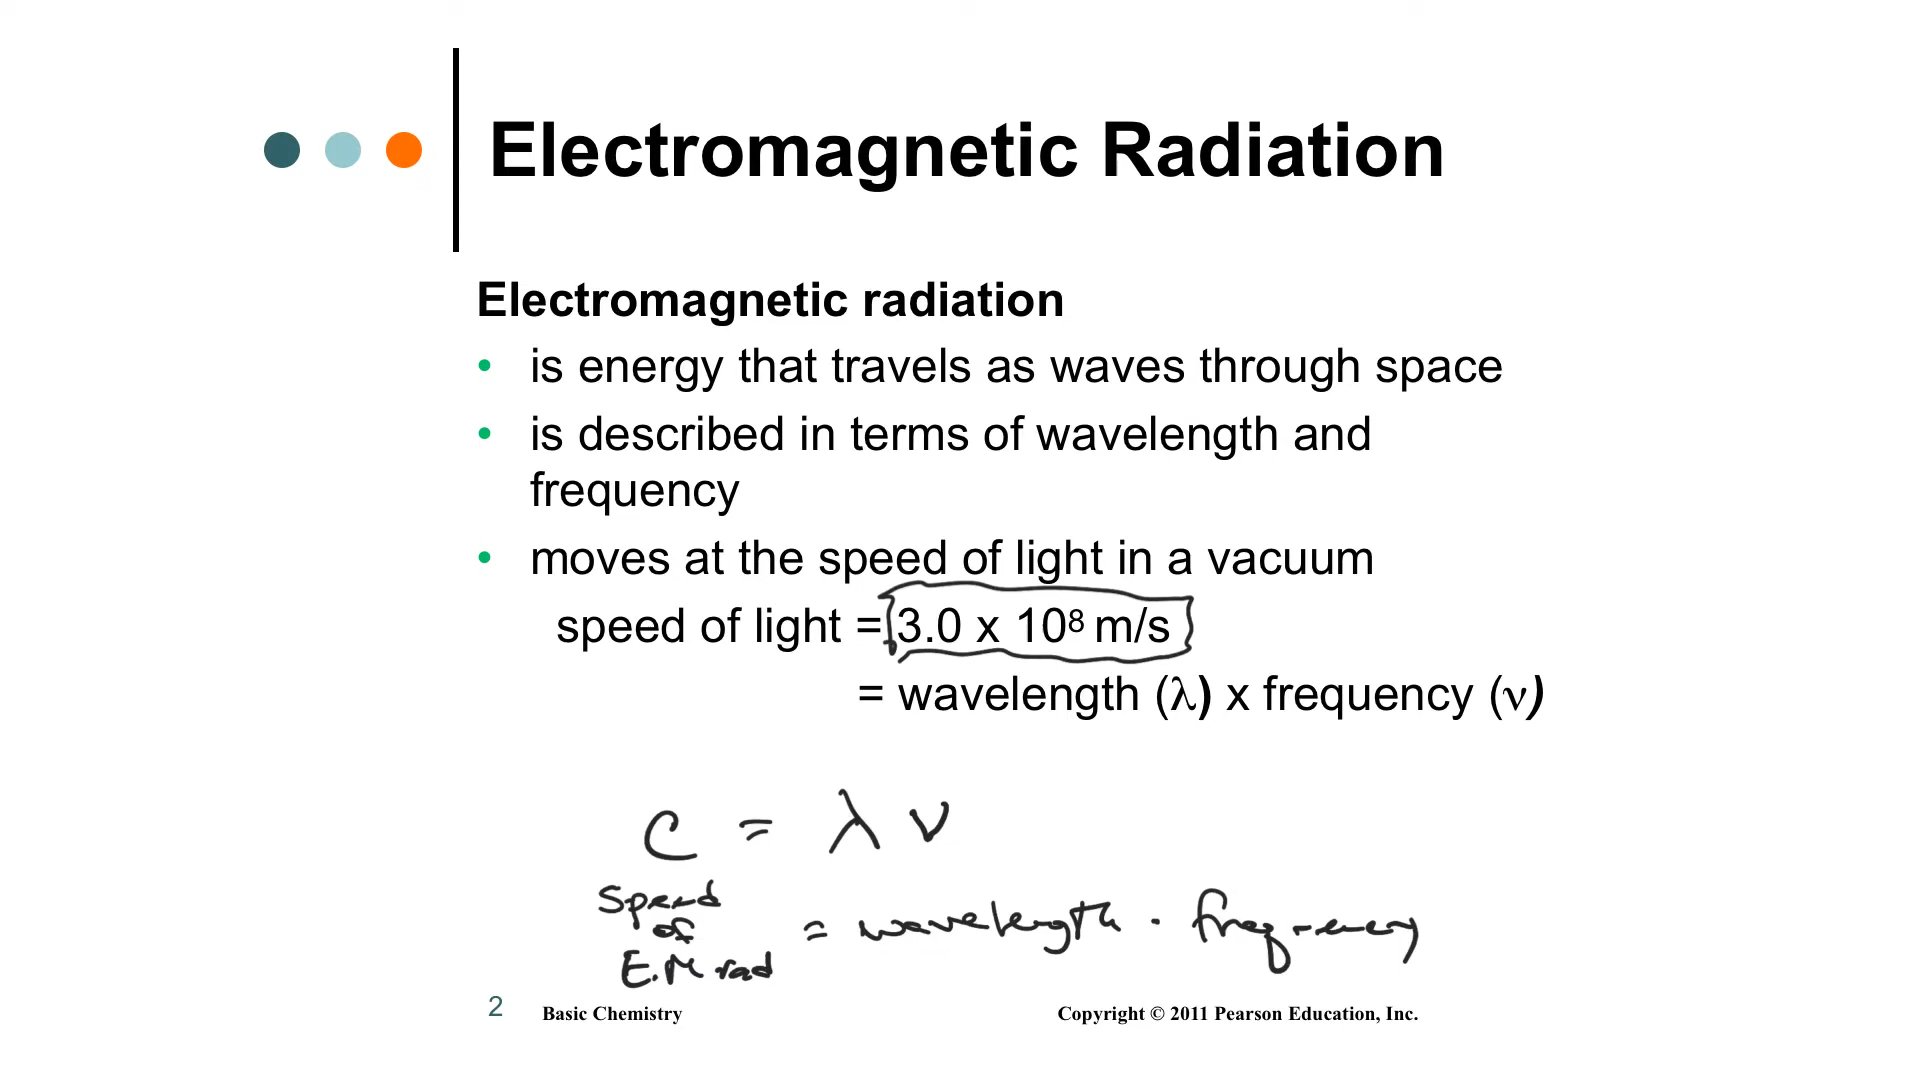 Electromagnetic Radiation
Electromagnetic radiation
• is energy that travels as waves through space
• is described in terms of wavelength and
frequency
• moves at the speed of light in a vacuum
speed of light = 3.0 x 10⁸ m/s
= wavelength (λ) x frequency (ν)
C = λ ν
Speed
of
E.M rad
= wavelength · frequency
2 Basic Chemistry Copyright © 2011 Pearson Education, Inc.